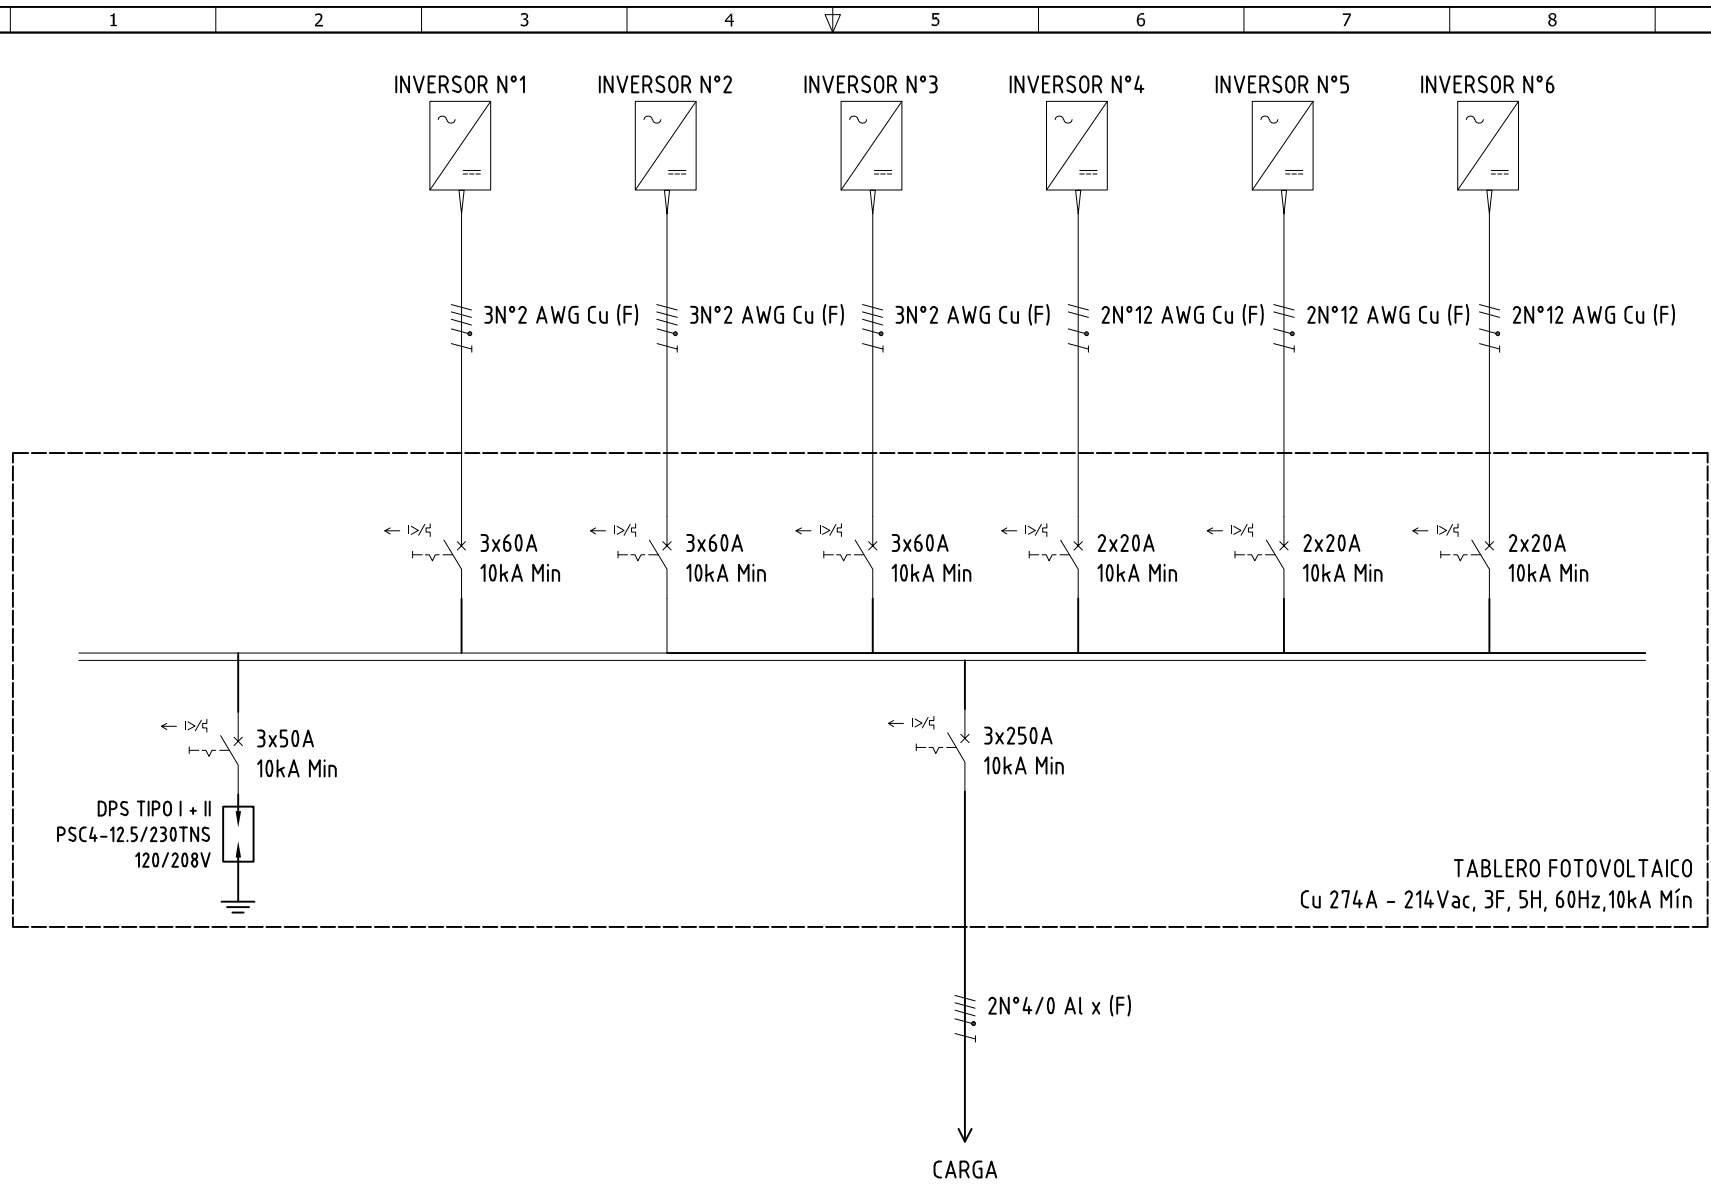 1 2 3 4 5 6 7 8
INVERSOR N°1 INVERSOR N°2 INVERSOR N°3 INVERSOR N°4 INVERSOR N°5 INVERSOR N°6
3N°2 AWG Cu (F) 3N°2 AWG Cu (F) 3N°2 AWG Cu (F) 2N°12 AWG Cu (F) 2N°12 AWG Cu (F) 2N°12 AWG Cu (F)
3x60A 3x60A 3x60A 2x20A 2x20A 2x20A
10kA Min 10kA Min 10kA Min 10kA Min 10kA Min 10kA Min
3x50A 3x250A
10kA Min 10kA Min
DPS TIPO I + II
PSC4-12.5/230TNS
120/208V
TABLERO FOTOVOLTAICO
Cu 274A - 214Vac, 3F, 5H, 60Hz,10kA Mín
2N°4/0 Al x (F)
CARGA